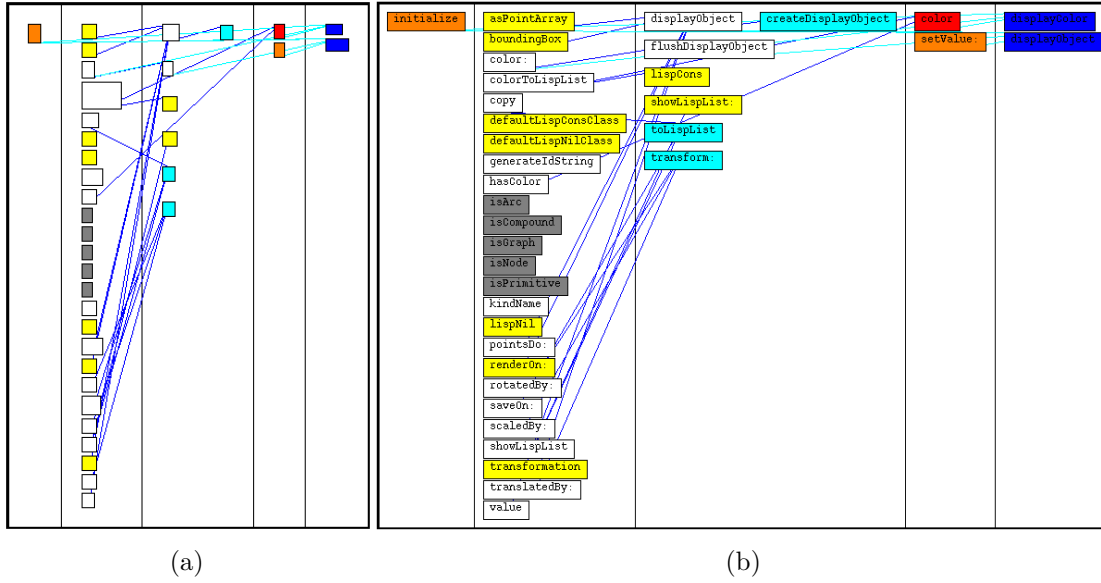 initialize
asPointArray
boundingBox
color:
colorToLispList
copy
defaultLispConsClass
defaultLispNilClass
generateIdString
hasColor
isArc
isCompound
isGraph
isNode
isPrimitive
kindName
lispNil
pointsDo:
renderOn:
rotatedBy:
saveOn:
scaledBy:
showLispList
transformation
translatedBy:
value
displayObject
createDisplayObject
flushDisplayObject
lispCons
showLispList:
toLispList
transform:
color
setValue:
displayColor
displayObject
(a)
(b)